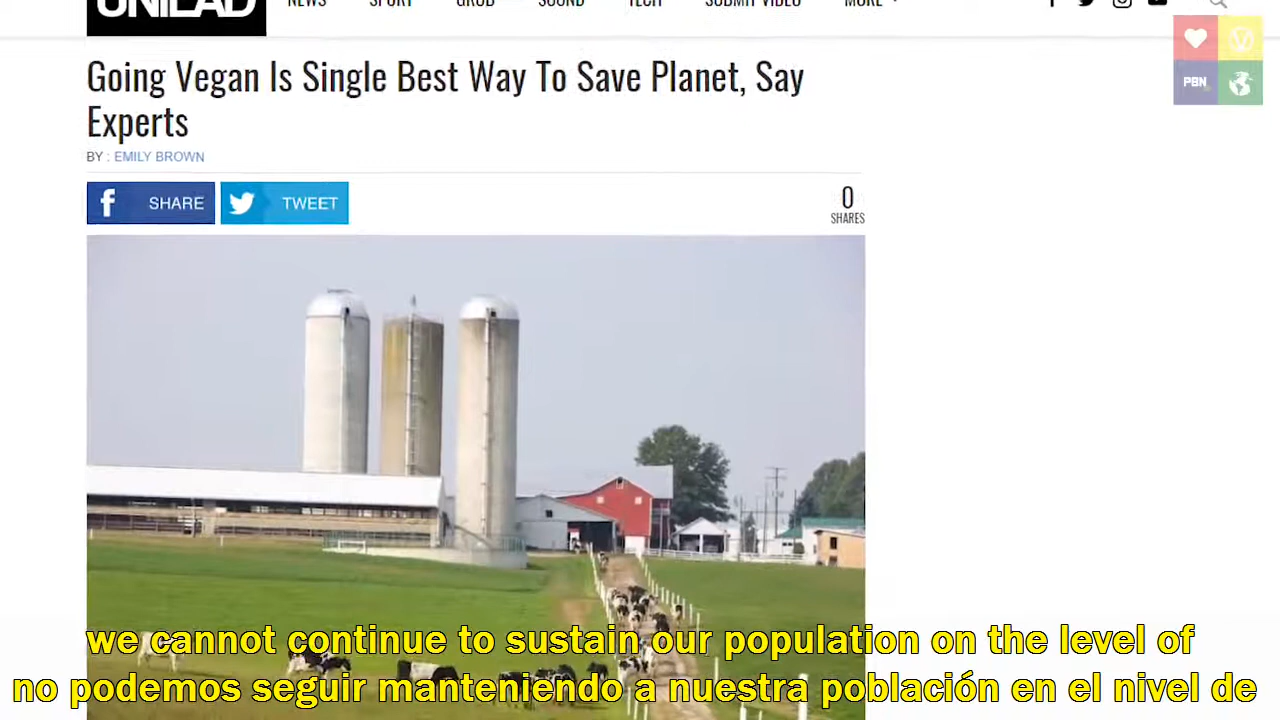 UNILAD NEWS SPORT GRUB SOUND TECH SUBMIT VIDEO MORE
Going Vegan Is Single Best Way To Save Planet, Say
Experts
BY : EMILY BROWN
SHARE TWEET
0
SHARES
PBN
we cannot continue to sustain our population on the level of
no podemos seguir manteniendo a nuestra población en el nivel de